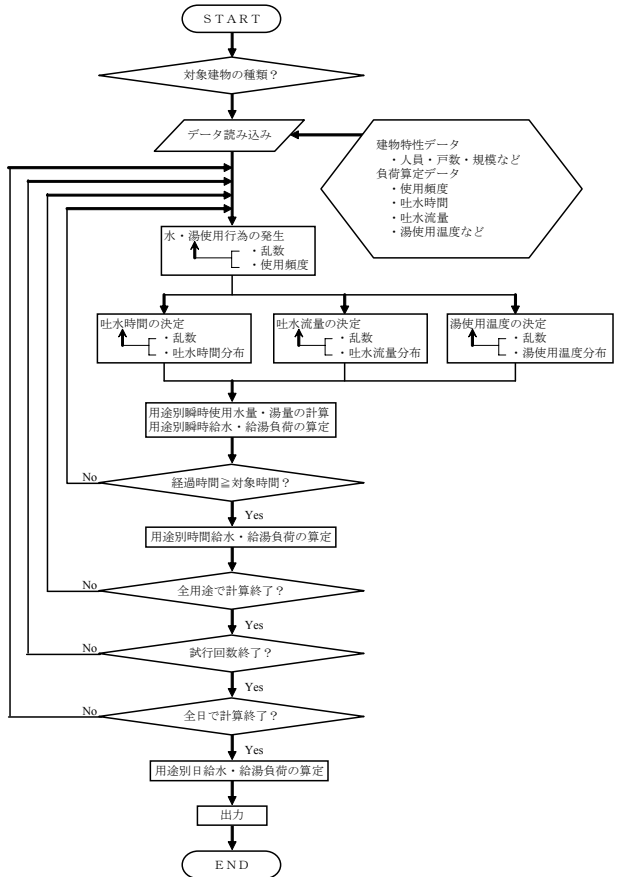 START
対象建物の種類？
データ読み込み
建物特性データ
・人員・戸数・規模など
負荷算定データ
・使用頻度
・吐水時間
・吐水流量
・湯使用温度など
水・湯使用行為の発生
・乱数
・使用頻度
吐水時間の決定
・乱数
・吐水時間分布
吐水流量の決定
・乱数
・吐水流量分布
湯使用温度の決定
・乱数
・湯使用温度分布
用途別瞬時使用水量・湯量の計算
用途別瞬時給水・給湯負荷の算定
No
経過時間≧対象時間？
Yes
用途別時間給水・給湯負荷の算定
No
全用途で計算終了？
Yes
No
試行回数終了？
Yes
No
全日で計算終了？
Yes
用途別日給水・給湯負荷の算定
出力
END